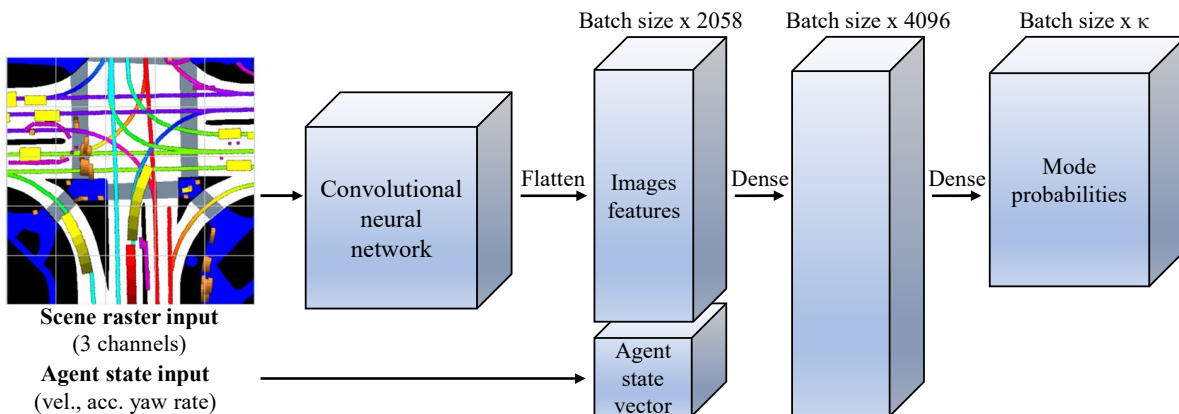 Batch size x 2058
Batch size x 4096
Batch size x κ
Convolutional
neural
network
Flatten
Images
features
Dense
Dense
Mode
probabilities
Scene raster input
(3 channels)
Agent state input
(vel., acc. yaw rate)
Agent
state
vector